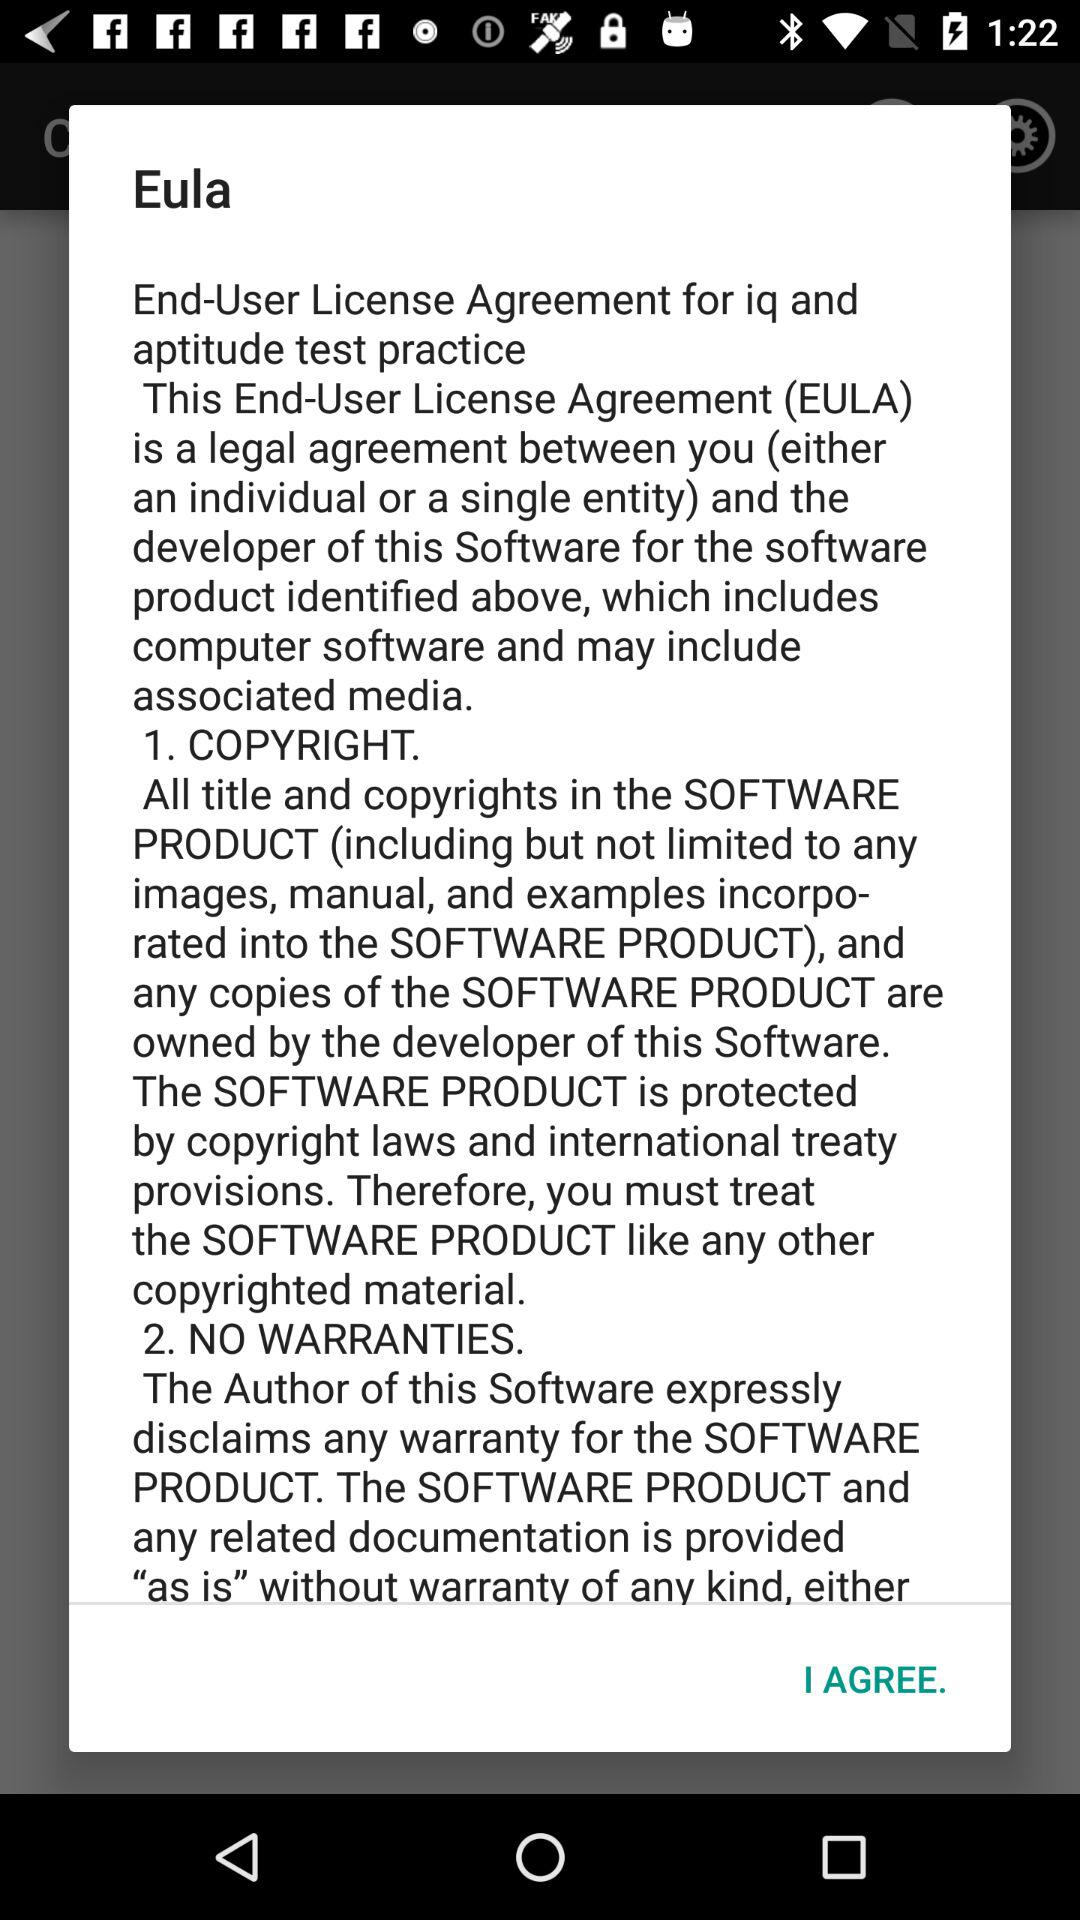 FAKE
1:22
C
Eula
End-User License Agreement for iq and
aptitude test practice
This End-User License Agreement (EULA)
is a legal agreement between you (either
an individual or a single entity) and the
developer of this Software for the software
product identified above, which includes
computer software and may include
associated media.
1. COPYRIGHT.
All title and copyrights in the SOFTWARE
PRODUCT (including but not limited to any
images, manual, and examples incorpo-
rated into the SOFTWARE PRODUCT), and
any copies of the SOFTWARE PRODUCT are
owned by the developer of this Software.
The SOFTWARE PRODUCT is protected
by copyright laws and international treaty
provisions. Therefore, you must treat
the SOFTWARE PRODUCT like any other
copyrighted material.
2. NO WARRANTIES.
The Author of this Software expressly
disclaims any warranty for the SOFTWARE
PRODUCT. The SOFTWARE PRODUCT and
any related documentation is provided
“as is” without warranty of any kind, either
I AGREE.